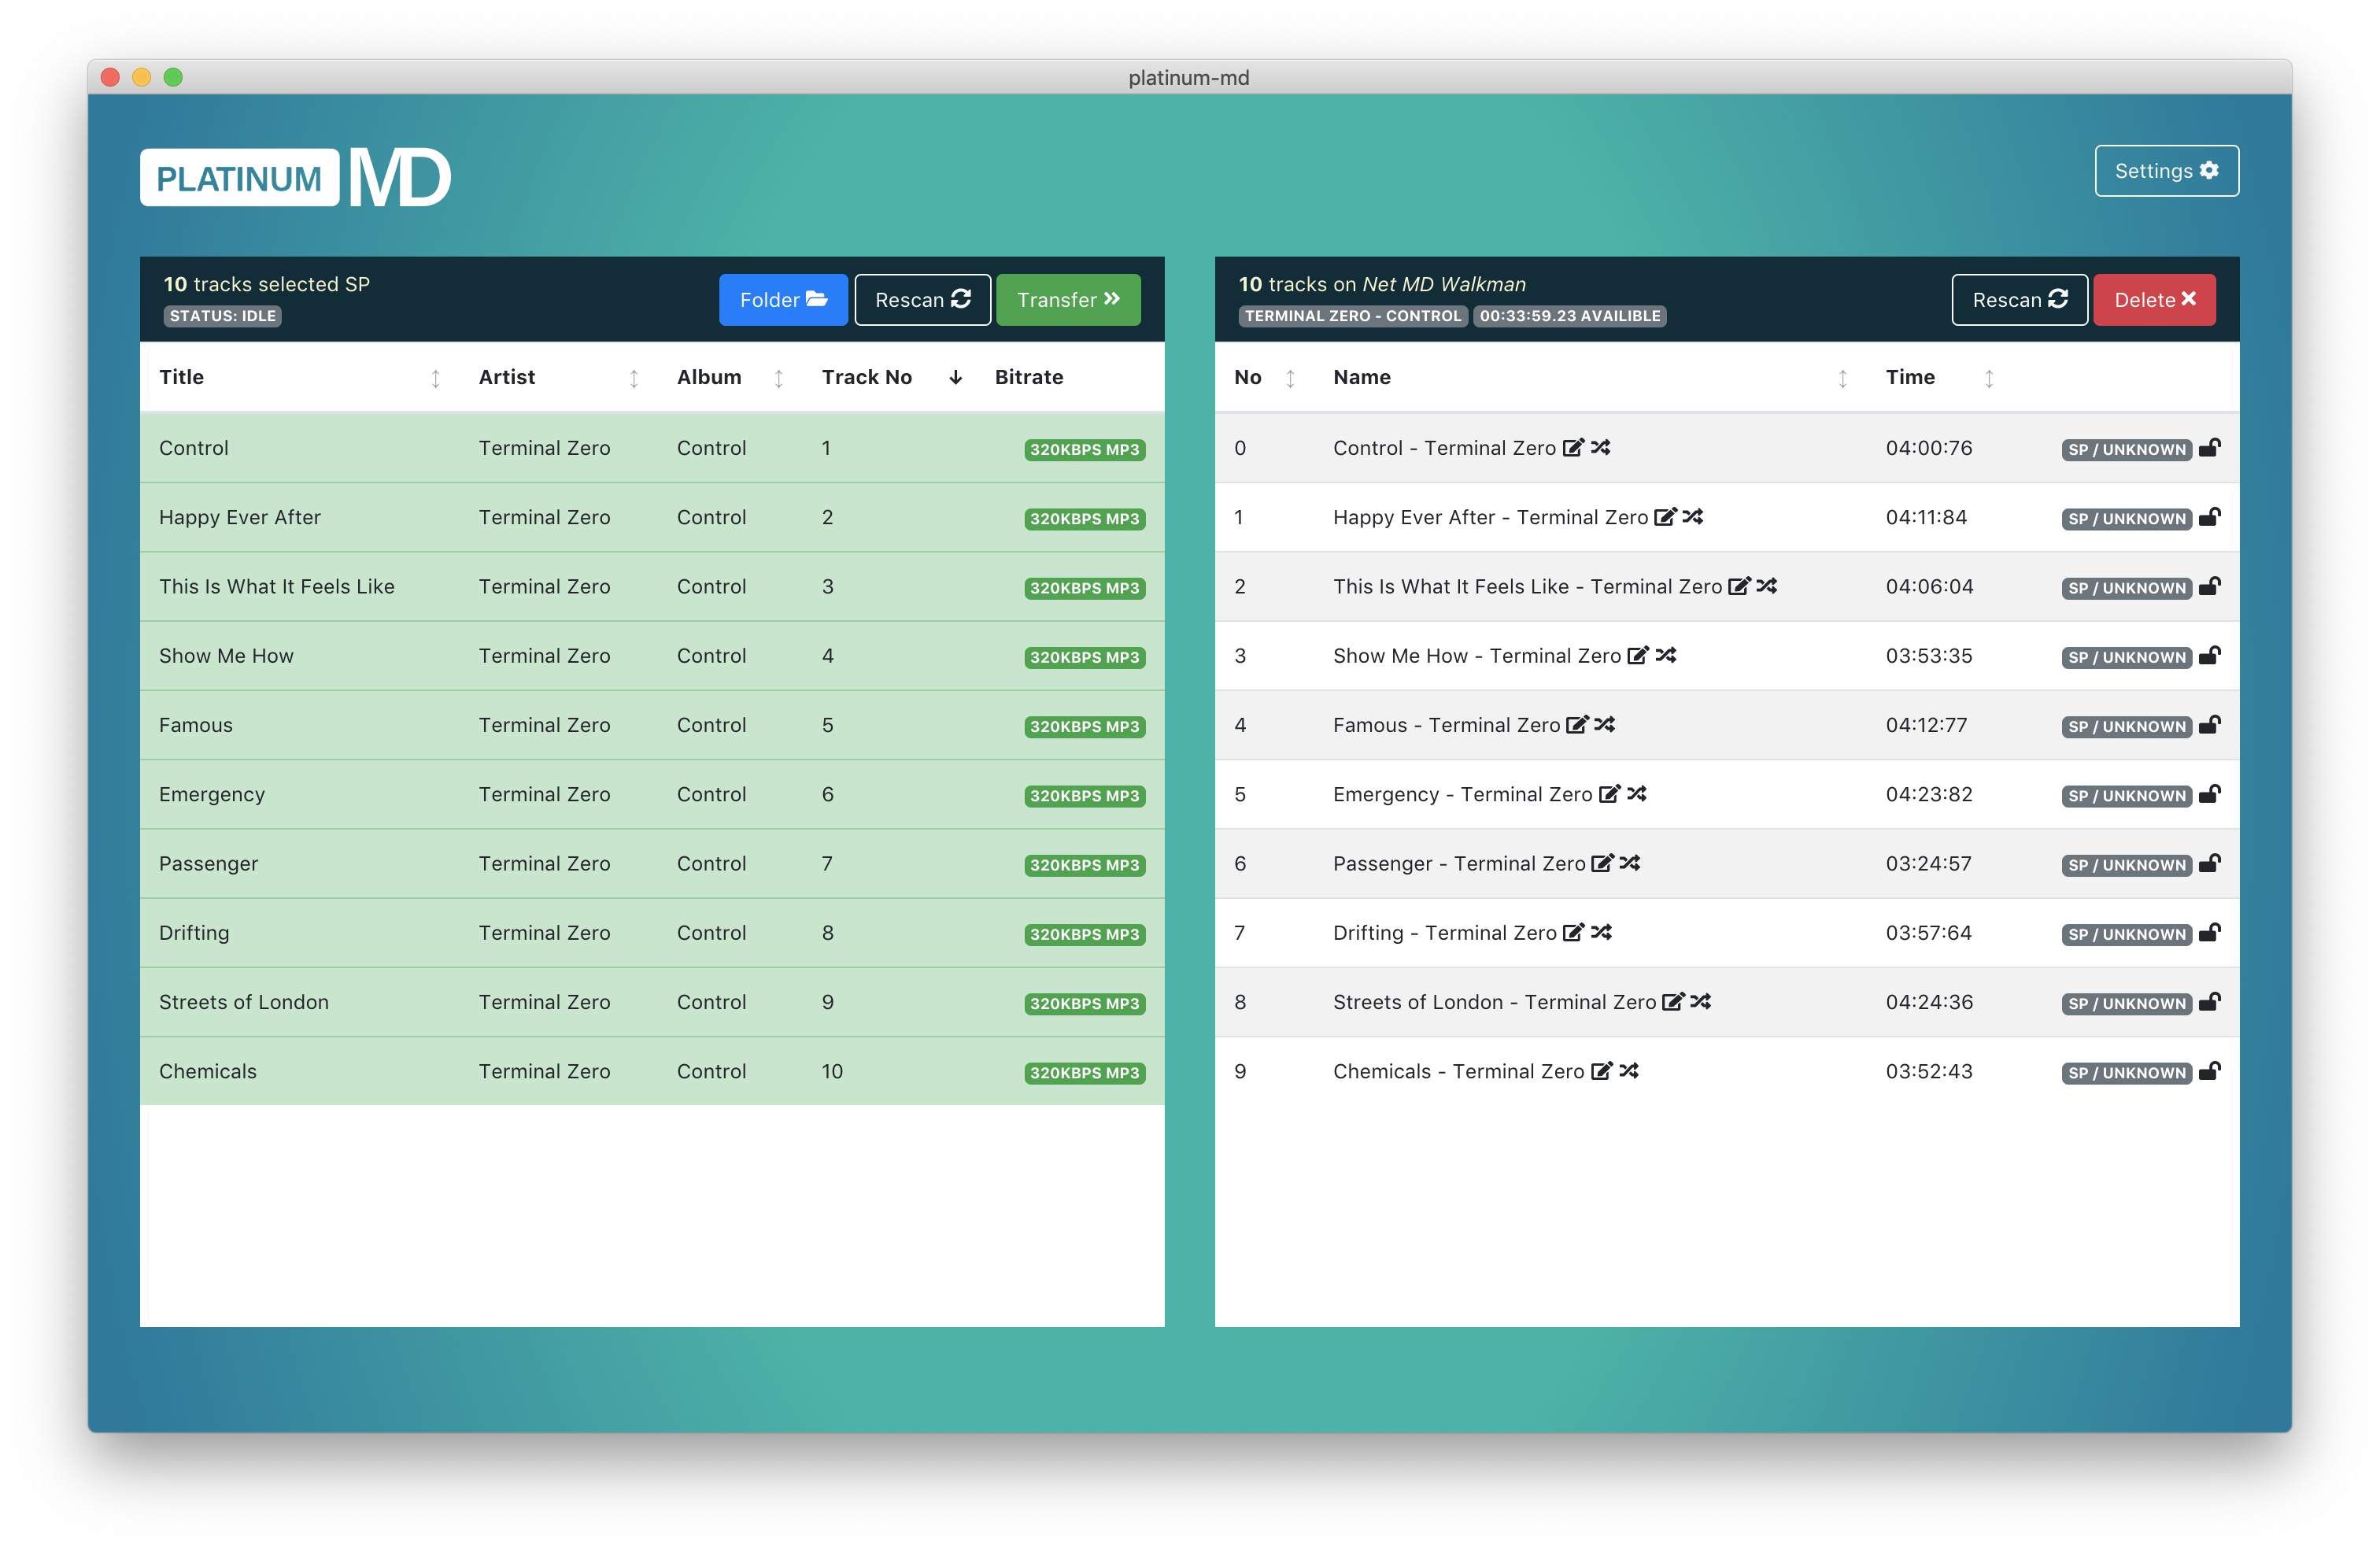 platinum-md
PLATINUM MD
Settings
10 tracks selected SP
STATUS: IDLE
Folder Rescan Transfer
Title Artist Album Track No Bitrate
Control Terminal Zero Control 1 320KBPS MP3
Happy Ever After Terminal Zero Control 2 320KBPS MP3
This Is What It Feels Like Terminal Zero Control 3 320KBPS MP3
Show Me How Terminal Zero Control 4 320KBPS MP3
Famous Terminal Zero Control 5 320KBPS MP3
Emergency Terminal Zero Control 6 320KBPS MP3
Passenger Terminal Zero Control 7 320KBPS MP3
Drifting Terminal Zero Control 8 320KBPS MP3
Streets of London Terminal Zero Control 9 320KBPS MP3
Chemicals Terminal Zero Control 10 320KBPS MP3
10 tracks on Net MD Walkman
TERMINAL ZERO - CONTROL 00:33:59.23 AVAILIBLE
Rescan Delete
No Name Time
0 Control - Terminal Zero 04:00:76 SP / UNKNOWN
1 Happy Ever After - Terminal Zero 04:11:84 SP / UNKNOWN
2 This Is What It Feels Like - Terminal Zero 04:06:04 SP / UNKNOWN
3 Show Me How - Terminal Zero 03:53:35 SP / UNKNOWN
4 Famous - Terminal Zero 04:12:77 SP / UNKNOWN
5 Emergency - Terminal Zero 04:23:82 SP / UNKNOWN
6 Passenger - Terminal Zero 03:24:57 SP / UNKNOWN
7 Drifting - Terminal Zero 03:57:64 SP / UNKNOWN
8 Streets of London - Terminal Zero 04:24:36 SP / UNKNOWN
9 Chemicals - Terminal Zero 03:52:43 SP / UNKNOWN